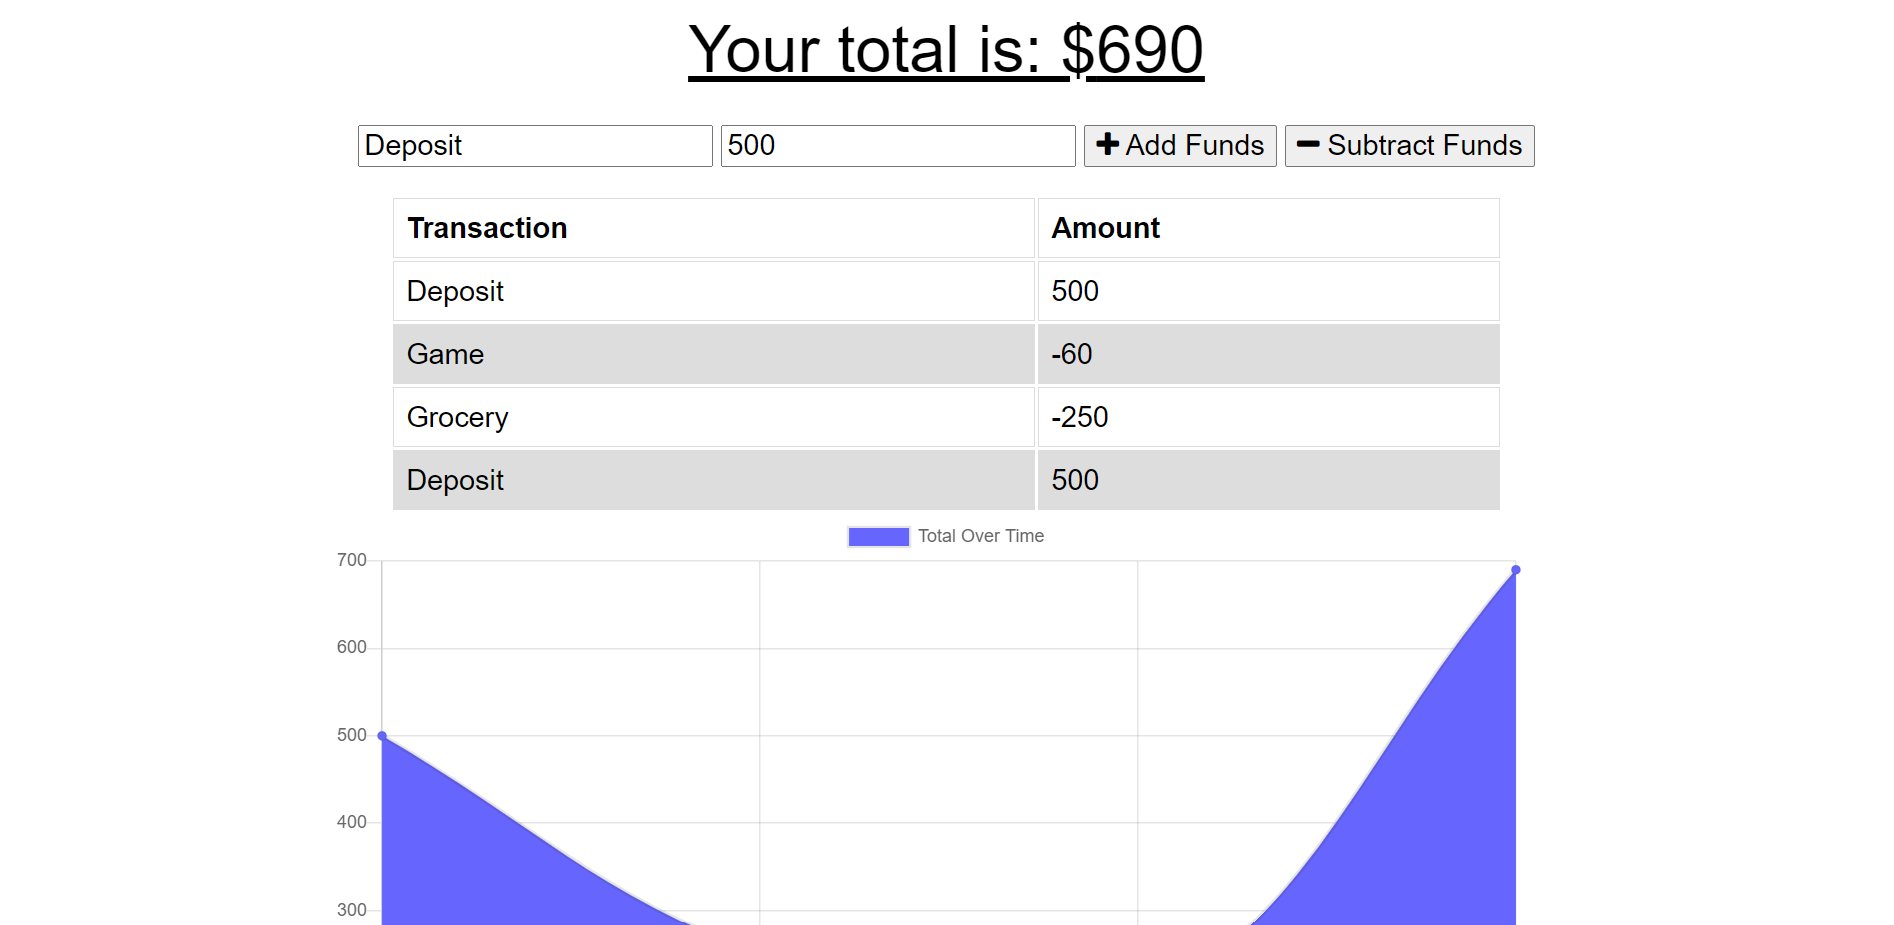 Your total is: $690
Deposit 500 Add Funds Subtract Funds
Transaction Amount
Deposit 500
Game -60
Grocery -250
Deposit 500
Total Over Time
700
600
500
400
300